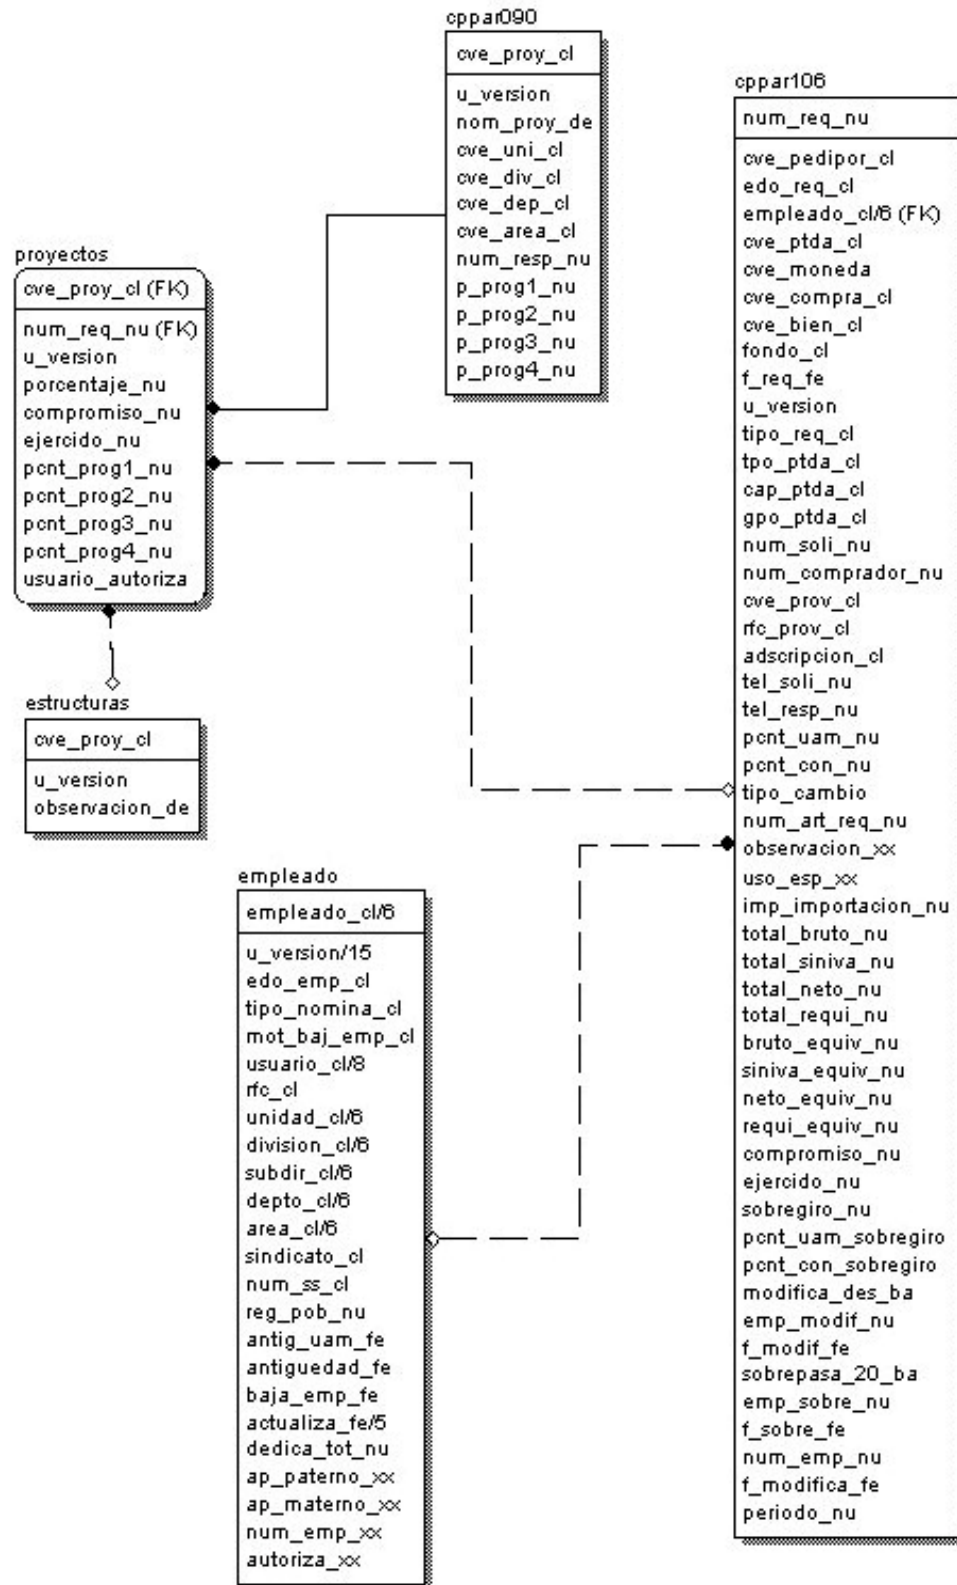 cppar090
cve_proy_cl
u_version
nom_proy_de
cve_uni_cl
cve_div_cl
cve_dep_cl
cve_area_cl
num_resp_nu
p_prog1_nu
p_prog2_nu
p_prog3_nu
p_prog4_nu
proyectos
cve_proy_cl (FK)
num_req_nu (FK)
u_version
porcentaje_nu
compromiso_nu
ejercido_nu
pcnt_prog1_nu
pcnt_prog2_nu
pcnt_prog3_nu
pcnt_prog4_nu
usuario_autoriza
estructuras
cve_proy_cl
u_version
observacion_de
empleado
empleado_cl/6
u_version/15
edo_emp_cl
tipo_nomina_cl
mot_baj_emp_cl
usuario_cl/8
rfc_cl
unidad_cl/6
division_cl/6
subdir_cl/6
depto_cl/6
area_cl/6
sindicato_cl
num_ss_cl
reg_pob_nu
antig_uam_fe
antiguedad_fe
baja_emp_fe
actualiza_fe/5
dedica_tot_nu
ap_paterno_xx
ap_materno_xx
num_emp_xx
autoriza_xx
cppar106
num_req_nu
cve_pedipor_cl
edo_req_cl
empleado_cl/6 (FK)
cve_ptda_cl
cve_moneda
cve_compra_cl
cve_bien_cl
fondo_cl
f_req_fe
u_version
tipo_req_cl
tpo_ptda_cl
cap_ptda_cl
gpo_ptda_cl
num_soli_nu
num_comprador_nu
cve_prov_cl
rfc_prov_cl
adscripcion_cl
tel_soli_nu
tel_resp_nu
pcnt_uam_nu
pcnt_con_nu
tipo_cambio
num_art_req_nu
observacion_xx
uso_esp_xx
imp_importacion_nu
total_bruto_nu
total_siniva_nu
total_neto_nu
total_requi_nu
bruto_equiv_nu
siniva_equiv_nu
neto_equiv_nu
requi_equiv_nu
compromiso_nu
ejercido_nu
sobregiro_nu
pcnt_uam_sobregiro
pcnt_con_sobregiro
modifica_des_ba
emp_modif_nu
f_modif_fe
sobrepasa_20_ba
emp_sobre_nu
f_sobre_fe
num_emp_nu
f_modifica_fe
periodo_nu